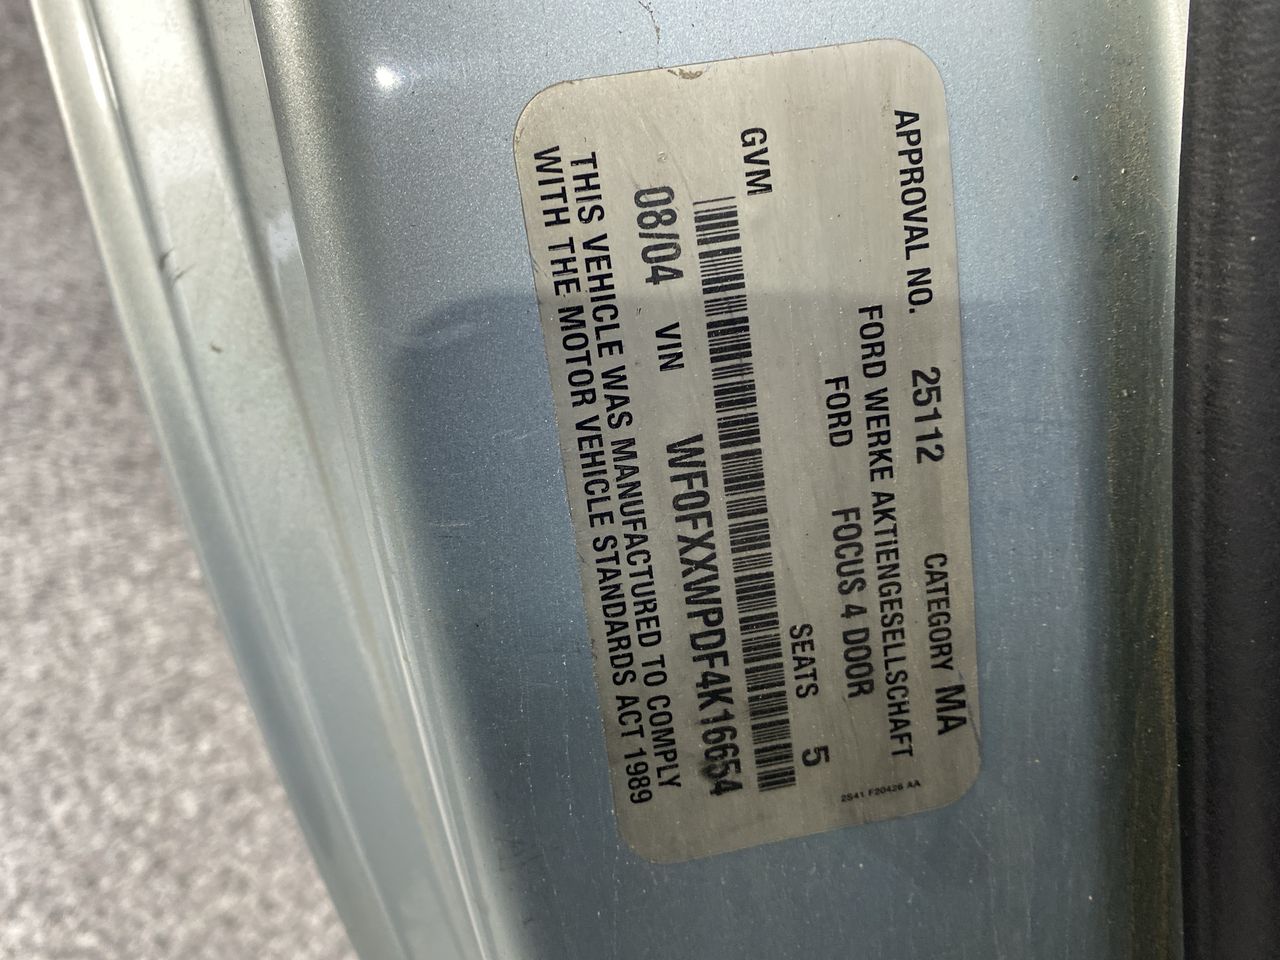 APPROVAL NO. 25112 CATEGORY MA
FORD WERKE AKTIENGESELLSCHAFT
FORD FOCUS 4 DOOR
2S41 F20426 AA
GVM SEATS 5
08/04 VIN WF0FXXWPDF4K16654
THIS VEHICLE WAS MANUFACTURED TO COMPLY
WITH THE MOTOR VEHICLE STANDARDS ACT 1989